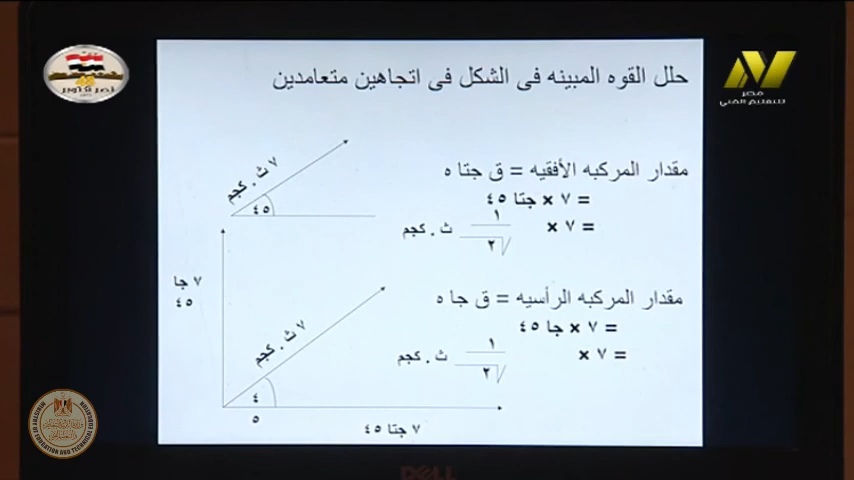 حلل القوه المبينه فى الشكل فى اتجاهين متعامدين
مصر
للتعليم الفنى
مقدار المركبه الأفقيه = ق جتا ه
= ٧ × جتا ٤٥
= ٧ × ١/√٢ ث . كجم
٧ ث . كجم
٤٥
مقدار المركبه الرأسيه = ق جا ه
= ٧ × جا ٤٥
= ٧ × ١/√٢ ث . كجم
٧ جا
٤٥
٧ ث . كجم
٤
٥
٧ جتا ٤٥
DELL